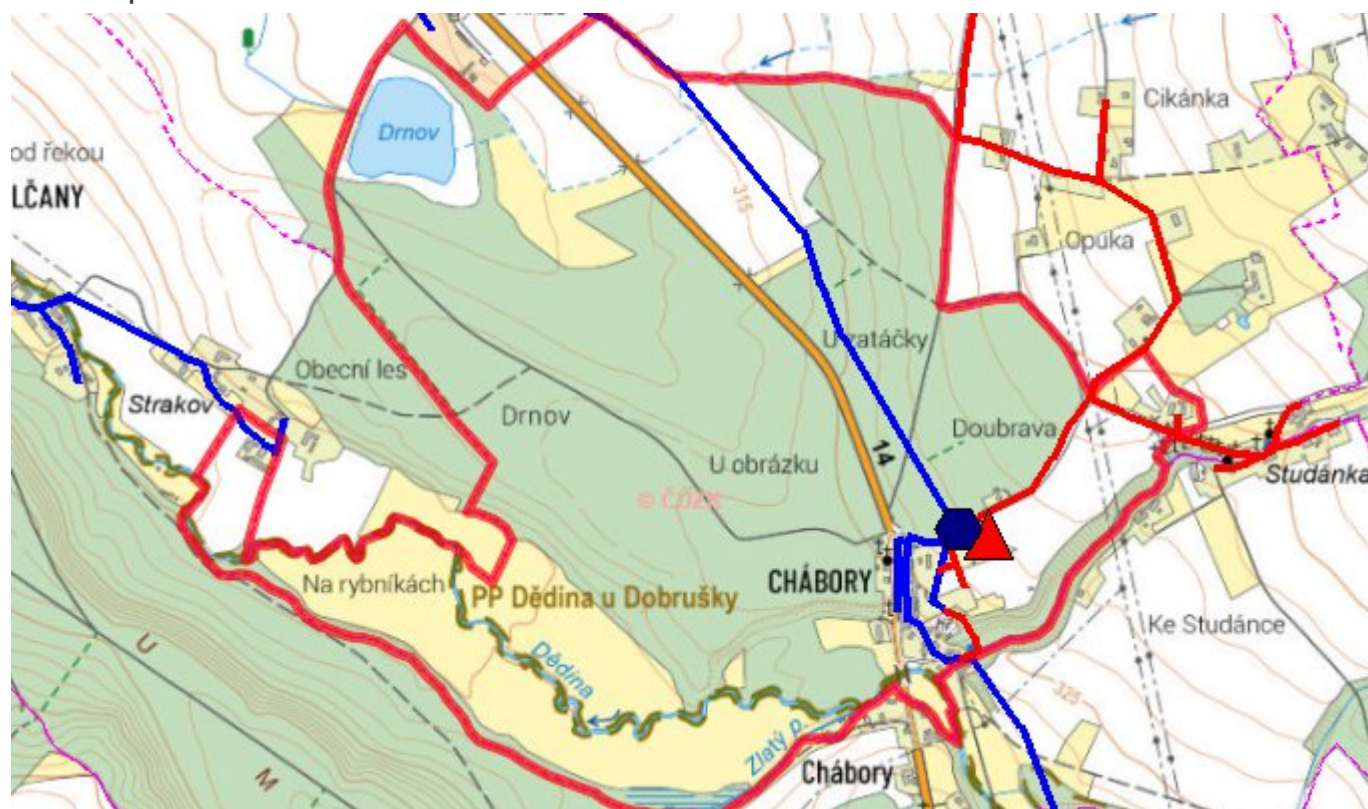 Drnov
Cikánka
od řekou
LČANY
315
Opuka
U zatáčky
Obecní les
Strakov
Drnov
Doubrava
14
U obrázku
© ČÚZK
Studánka
Na rybníkách
PP Dědina u Dobrušky
CHÁBORY
Ke Studánce
U
M
Dědina
325
Zlatý p.
Chábory